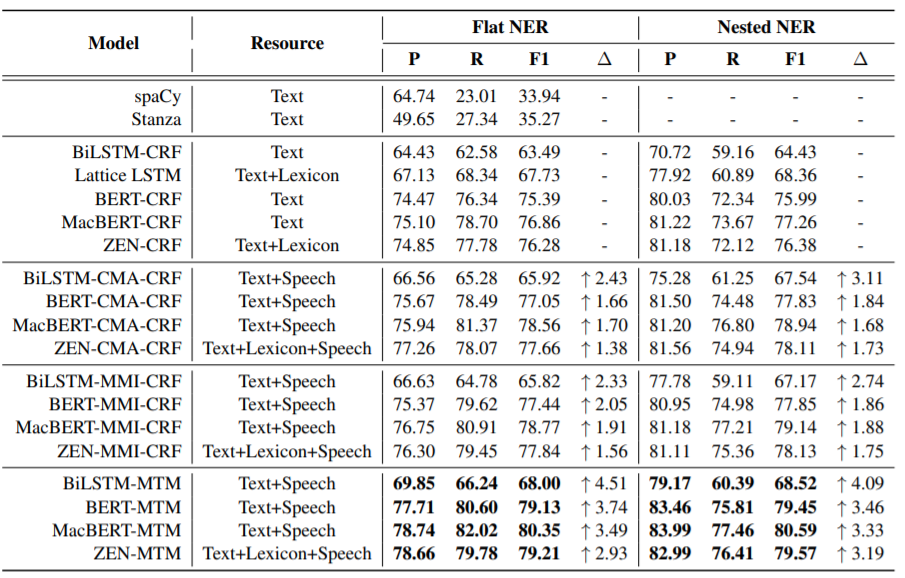 Model Resource Flat NER Nested NER
P R F1 Δ P R F1 Δ
spaCy Text 64.74 23.01 33.94 - - - - -
Stanza Text 49.65 27.34 35.27 - - - - -
BiLSTM-CRF Text 64.43 62.58 63.49 - 70.72 59.16 64.43 -
Lattice LSTM Text+Lexicon 67.13 68.34 67.73 - 77.92 60.89 68.36 -
BERT-CRF Text 74.47 76.34 75.39 - 80.03 72.34 75.99 -
MacBERT-CRF Text 75.10 78.70 76.86 - 81.22 73.67 77.26 -
ZEN-CRF Text+Lexicon 74.85 77.78 76.28 - 81.18 72.12 76.38 -
BiLSTM-CMA-CRF Text+Speech 66.56 65.28 65.92 ↑ 2.43 75.28 61.25 67.54 ↑ 3.11
BERT-CMA-CRF Text+Speech 75.67 78.49 77.05 ↑ 1.66 81.50 74.48 77.83 ↑ 1.84
MacBERT-CMA-CRF Text+Speech 75.94 81.37 78.56 ↑ 1.70 81.20 76.80 78.94 ↑ 1.68
ZEN-CMA-CRF Text+Lexicon+Speech 77.26 78.07 77.66 ↑ 1.38 81.56 74.94 78.11 ↑ 1.73
BiLSTM-MMI-CRF Text+Speech 66.63 64.78 65.82 ↑ 2.33 77.78 59.11 67.17 ↑ 2.74
BERT-MMI-CRF Text+Speech 75.37 79.62 77.44 ↑ 2.05 80.95 74.98 77.85 ↑ 1.86
MacBERT-MMI-CRF Text+Speech 76.75 80.91 78.77 ↑ 1.91 81.18 77.21 79.14 ↑ 1.88
ZEN-MMI-CRF Text+Lexicon+Speech 76.30 79.45 77.84 ↑ 1.56 81.11 75.36 78.13 ↑ 1.75
BiLSTM-MTM Text+Speech 69.85 66.24 68.00 ↑ 4.51 79.17 60.39 68.52 ↑ 4.09
BERT-MTM Text+Speech 77.71 80.60 79.13 ↑ 3.74 83.46 75.81 79.45 ↑ 3.46
MacBERT-MTM Text+Speech 78.74 82.02 80.35 ↑ 3.49 83.99 77.46 80.59 ↑ 3.33
ZEN-MTM Text+Lexicon+Speech 78.66 79.78 79.21 ↑ 2.93 82.99 76.41 79.57 ↑ 3.19